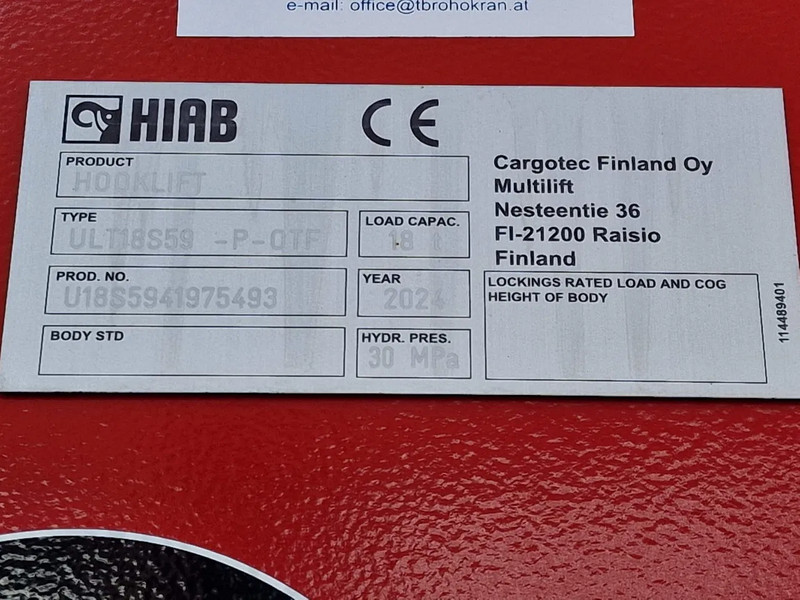 e-mail: office@tbrohokran.at
HIAB
CE
PRODUCT
HOOKLIFT
TYPE
ULT18S59 -P-OTF
LOAD CAPAC.
18 t
PROD. NO.
U18S5941975493
YEAR
2024
BODY STD
HYDR. PRES.
30 MPa
Cargotec Finland Oy
Multilift
Nesteentie 36
FI-21200 Raisio
Finland
LOCKINGS RATED LOAD AND COG
HEIGHT OF BODY
114489401